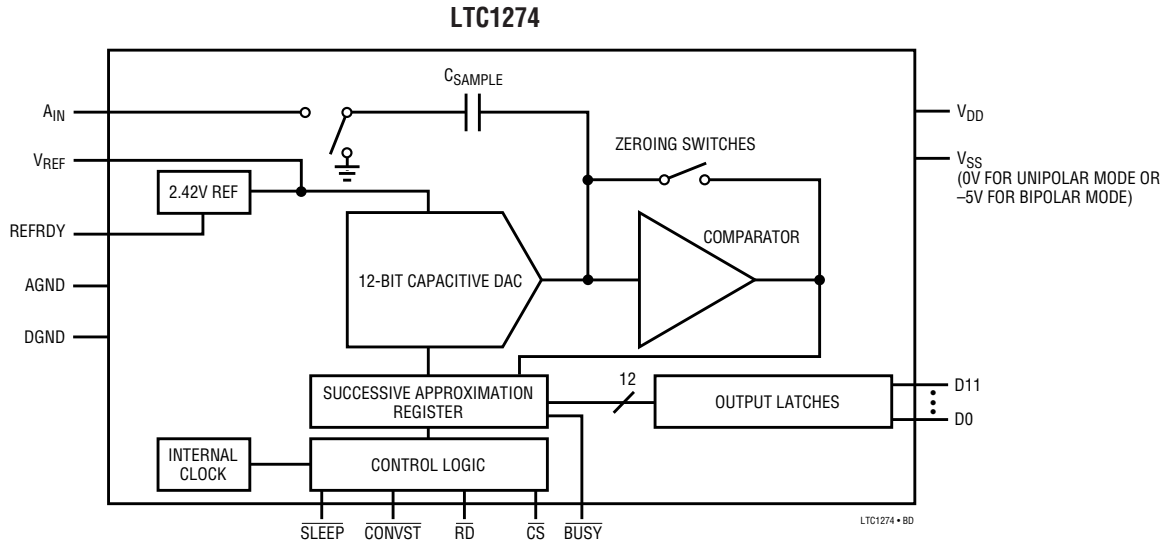 LTC1274
CSAMPLE
AIN
VDD
ZEROING SWITCHES
VREF
VSS
(0V FOR UNIPOLAR MODE OR
–5V FOR BIPOLAR MODE)
2.42V REF
REFRDY
COMPARATOR
12-BIT CAPACITIVE DAC
AGND
DGND
12
SUCCESSIVE APPROXIMATION
REGISTER
OUTPUT LATCHES
D11
D0
INTERNAL
CLOCK
CONTROL LOGIC
SLEEP CONVST RD CS BUSY
LTC1274 • BD